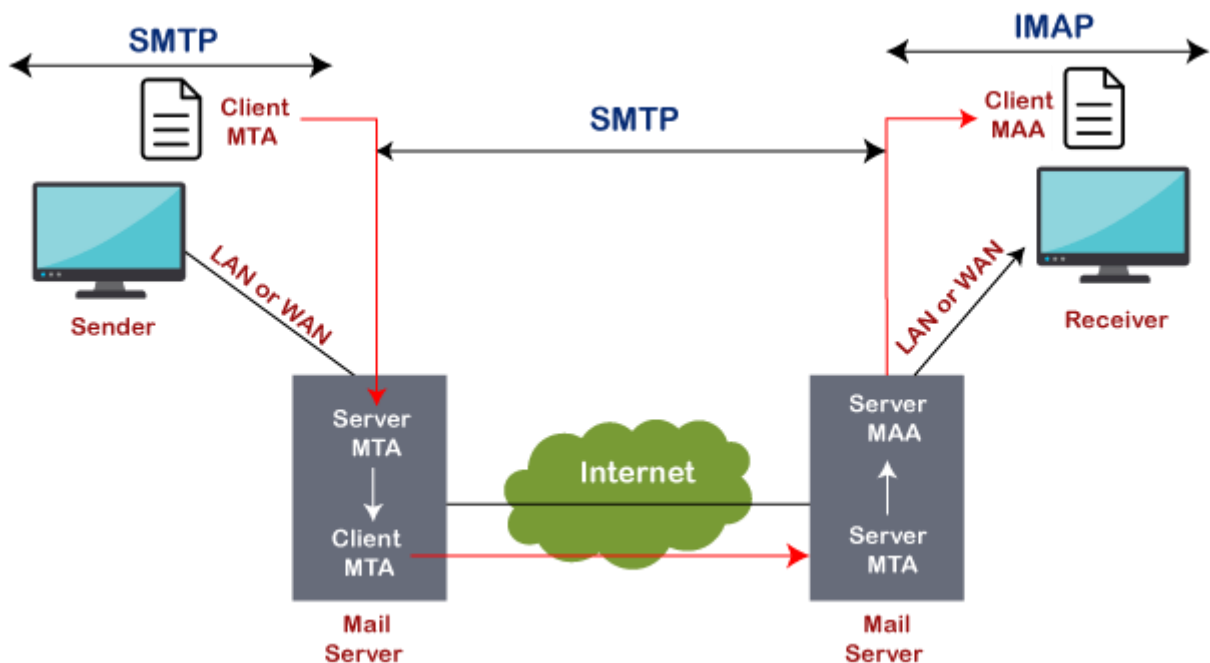 SMTP
IMAP
Client
MTA
SMTP
Client
MAA
LAN or WAN
LAN or WAN
Sender
Receiver
Server
MTA
Client
MTA
Internet
Server
MAA
Server
MTA
Mail
Server
Mail
Server